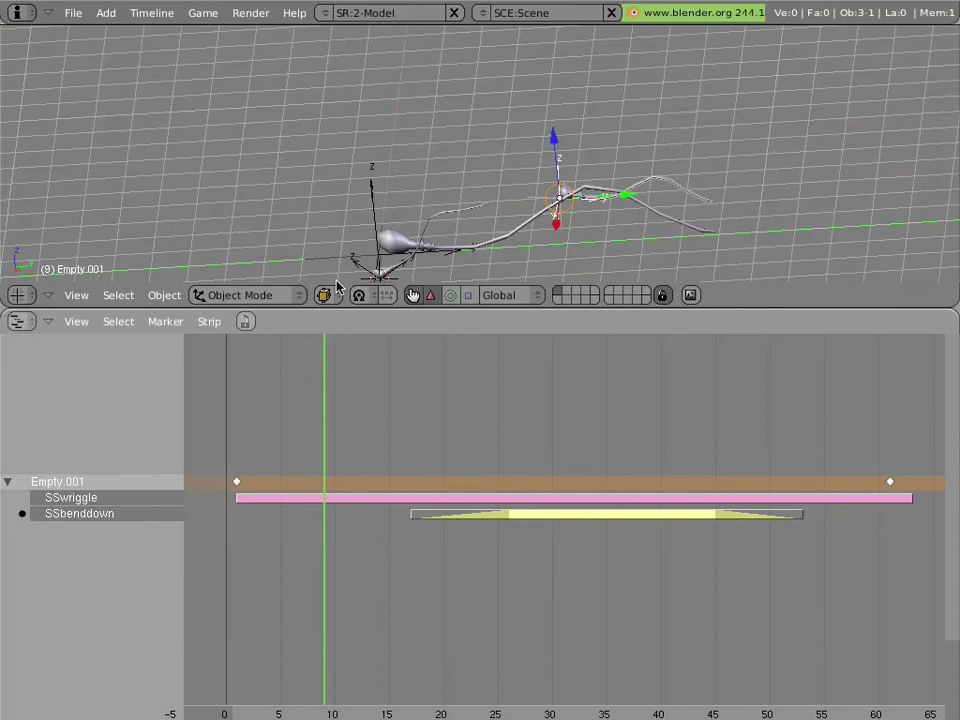 File Add Timeline Game Render Help SR:2-Model SCE:Scene www.blender.org 244.1 Ve:0 | Fa:0 | Ob:3-1 | La:0 | Mem:1
z
z
z
z
y
(9) Empty.001
View Select Object Object Mode Global
View Select Marker Strip
Empty.001
SSwriggle
SSbenddown
-5 0 5 10 15 20 25 30 35 40 45 50 55 60 65